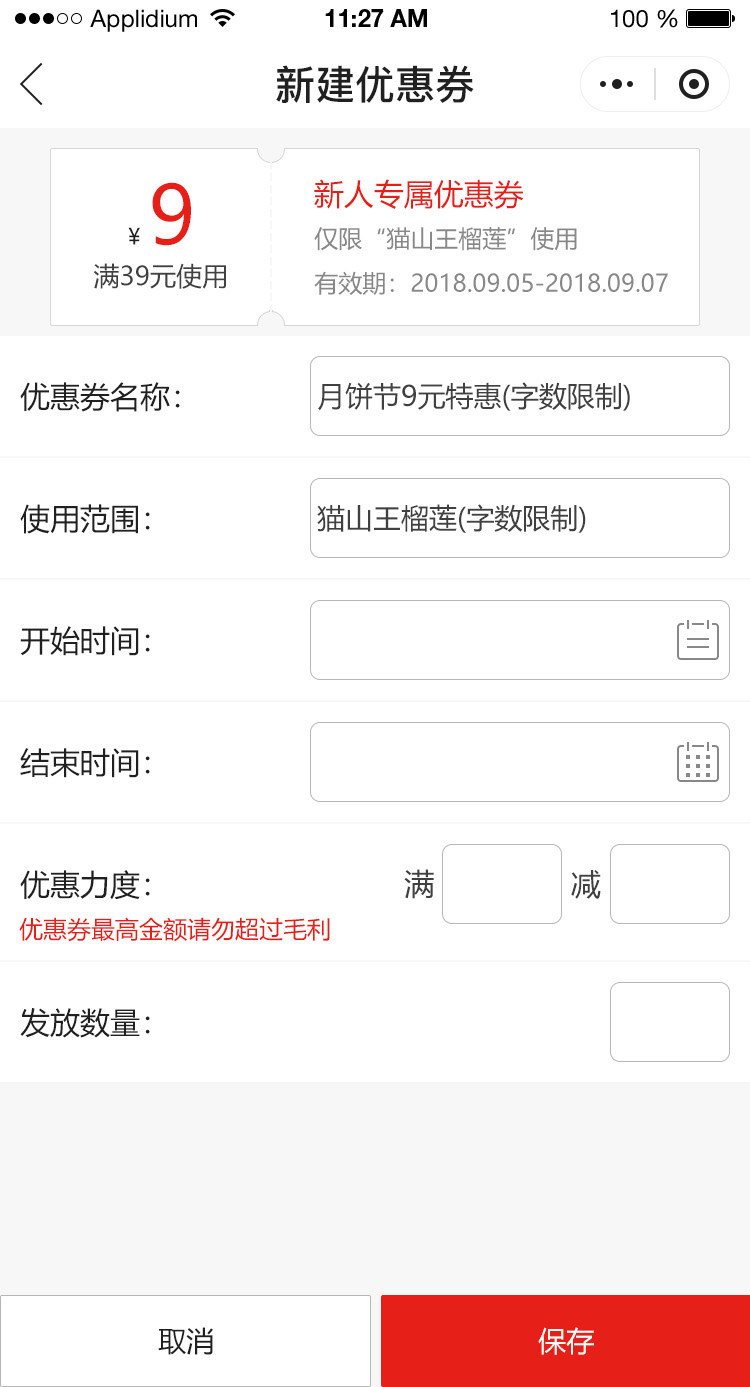 Applidium 11:27 AM 100 %
新建优惠券
¥ 9
满39元使用
新人专属优惠券
仅限“猫山王榴莲”使用
有效期：2018.09.05-2018.09.07
优惠券名称： 月饼节9元特惠(字数限制)
使用范围： 猫山王榴莲(字数限制)
开始时间：
结束时间：
优惠力度： 满 减
优惠券最高金额请勿超过毛利
发放数量：
取消 保存